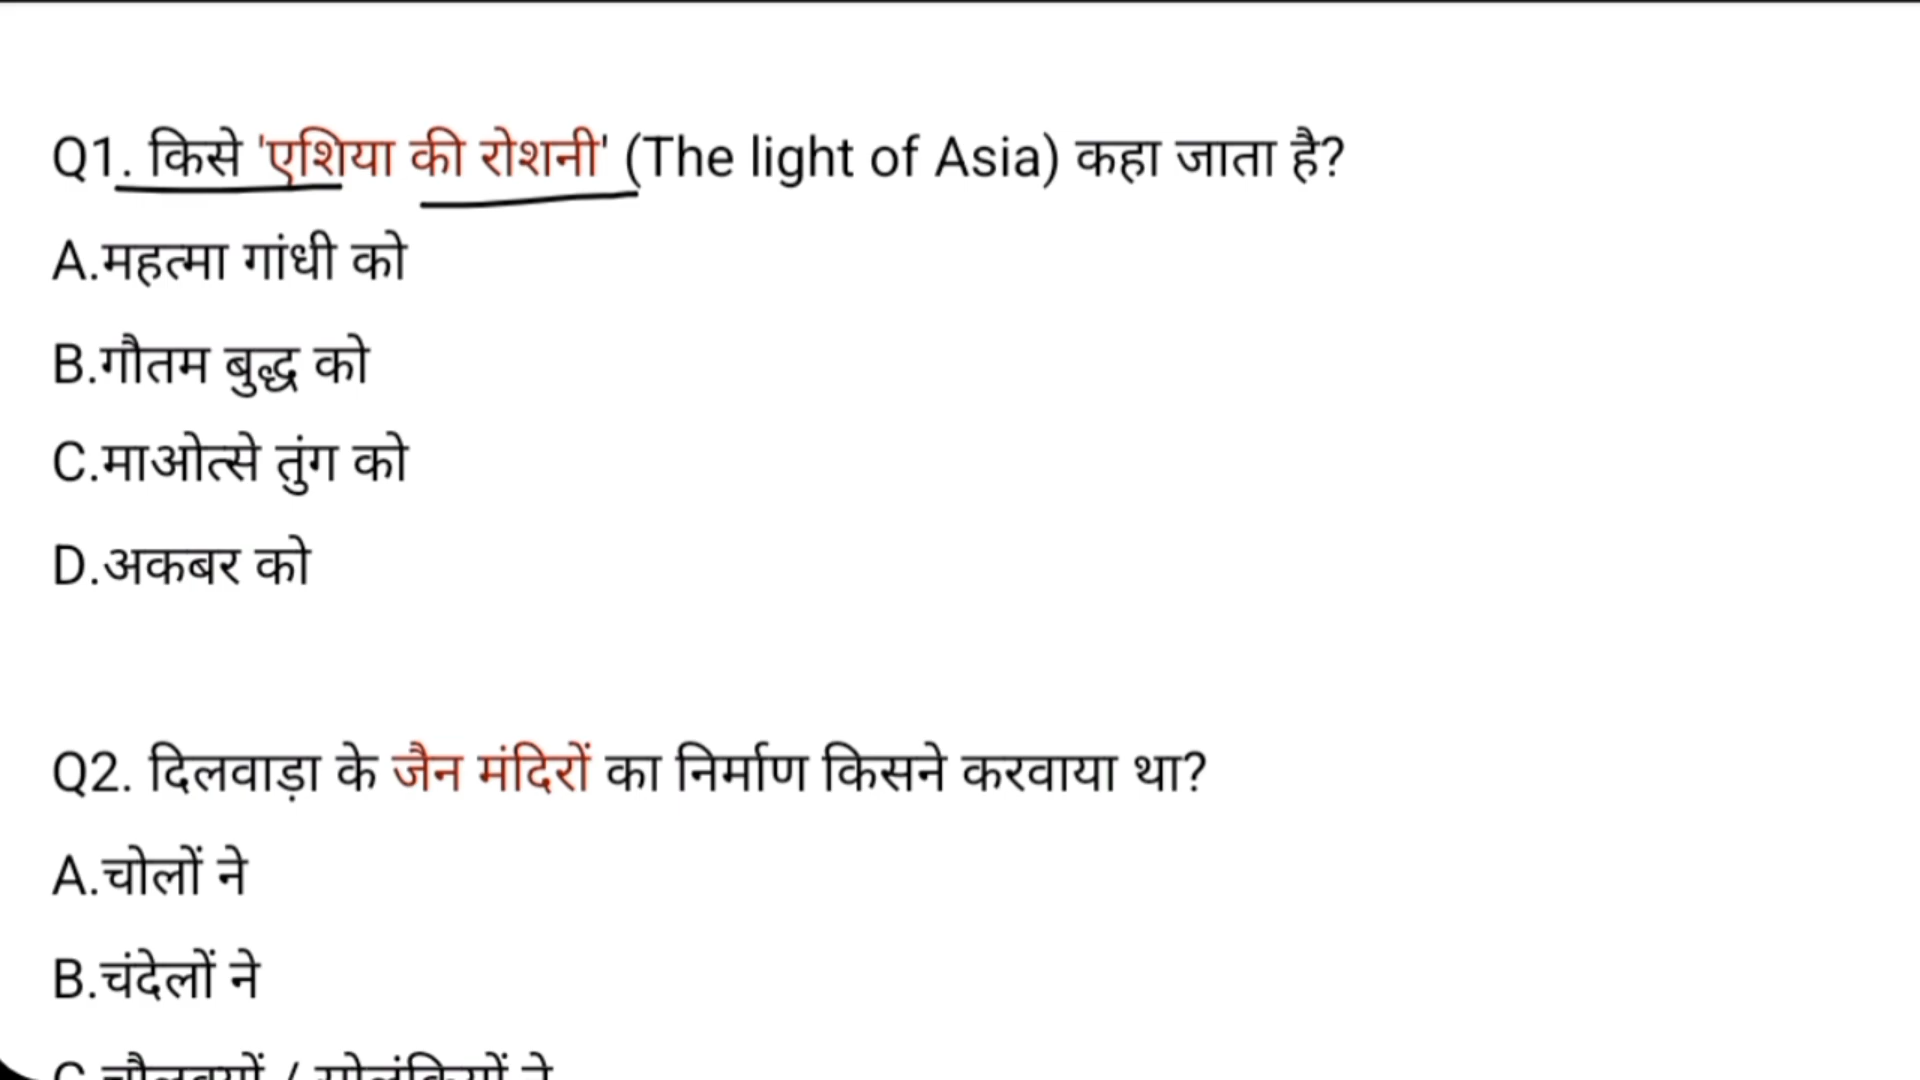 Q1. किसे 'एशिया की रोशनी' (The light of Asia) कहा जाता है?
A.महत्मा गांधी को
B.गौतम बुद्ध को
C.माओत्से तुंग को
D.अकबर को
Q2. दिलवाड़ा के जैन मंदिरों का निर्माण किसने करवाया था?
A.चोलों ने
B.चंदेलों ने
C.चौलुक्यों / सोलंकियों ने